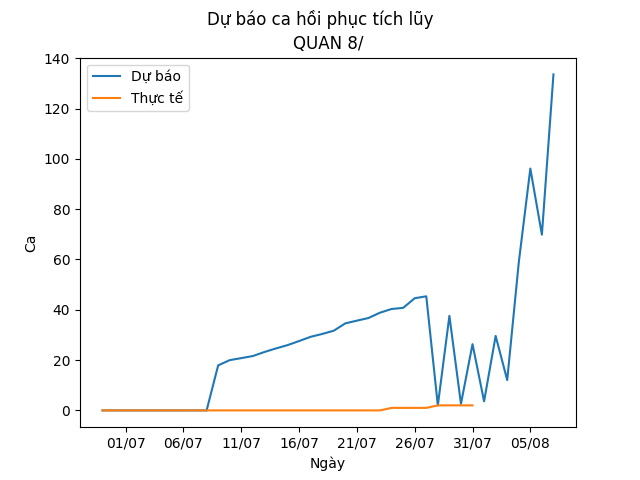 Dự báo ca hồi phục tích lũy
QUAN 8/
Dự báo
Thực tế
Ca
140
120
100
80
60
40
20
0
01/07 06/07 11/07 16/07 21/07 26/07 31/07 05/08
Ngày